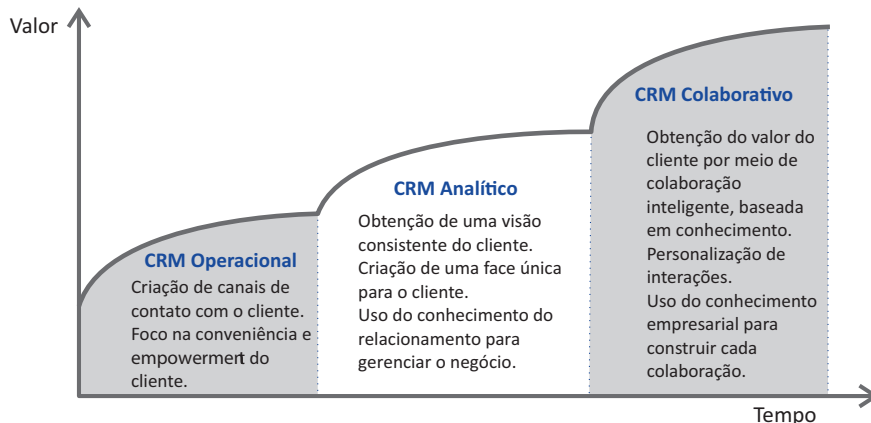 Valor
CRM Operacional
Criação de canais de
contato com o cliente.
Foco na conveniência e
empowerment do
cliente.
CRM Analítico
Obtenção de uma visão
consistente do cliente.
Criação de uma face única
para o cliente.
Uso do conhecimento do
relacionamento para
gerenciar o negócio.
CRM Colaborativo
Obtenção do valor do
cliente por meio de
colaboração
inteligente, baseada
em conhecimento.
Personalização de
interações.
Uso do conhecimento
empresarial para
construir cada
colaboração.
Tempo